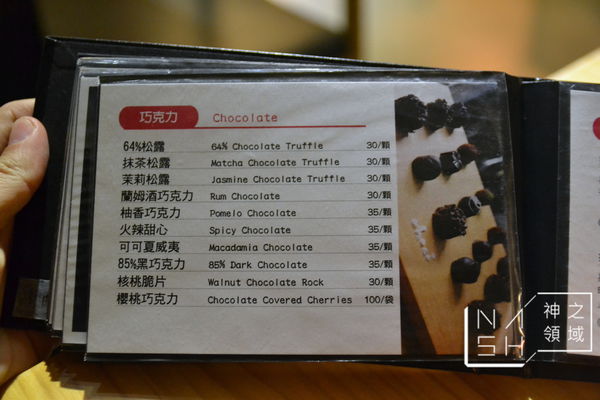 巧克力 Chocolate
64%松露 64% Chocolate Truffle 30/顆
抹茶松露 Matcha Chocolate Truffle 30/顆
茉莉松露 Jasmine Chocolate Truffle 30/顆
蘭姆酒巧克力 Rum Chocolate 30/顆
柚香巧克力 Pomelo Chocolate 35/顆
火辣甜心 Spicy Chocolate 35/顆
可可夏威夷 Macadamia Chocolate 35/顆
85%黑巧克力 85% Dark Chocolate 35/顆
核桃脆片 Walnut Chocolate Rock 30/顆
櫻桃巧克力 Chocolate Covered Cherries 100/袋
NISH 神之領域